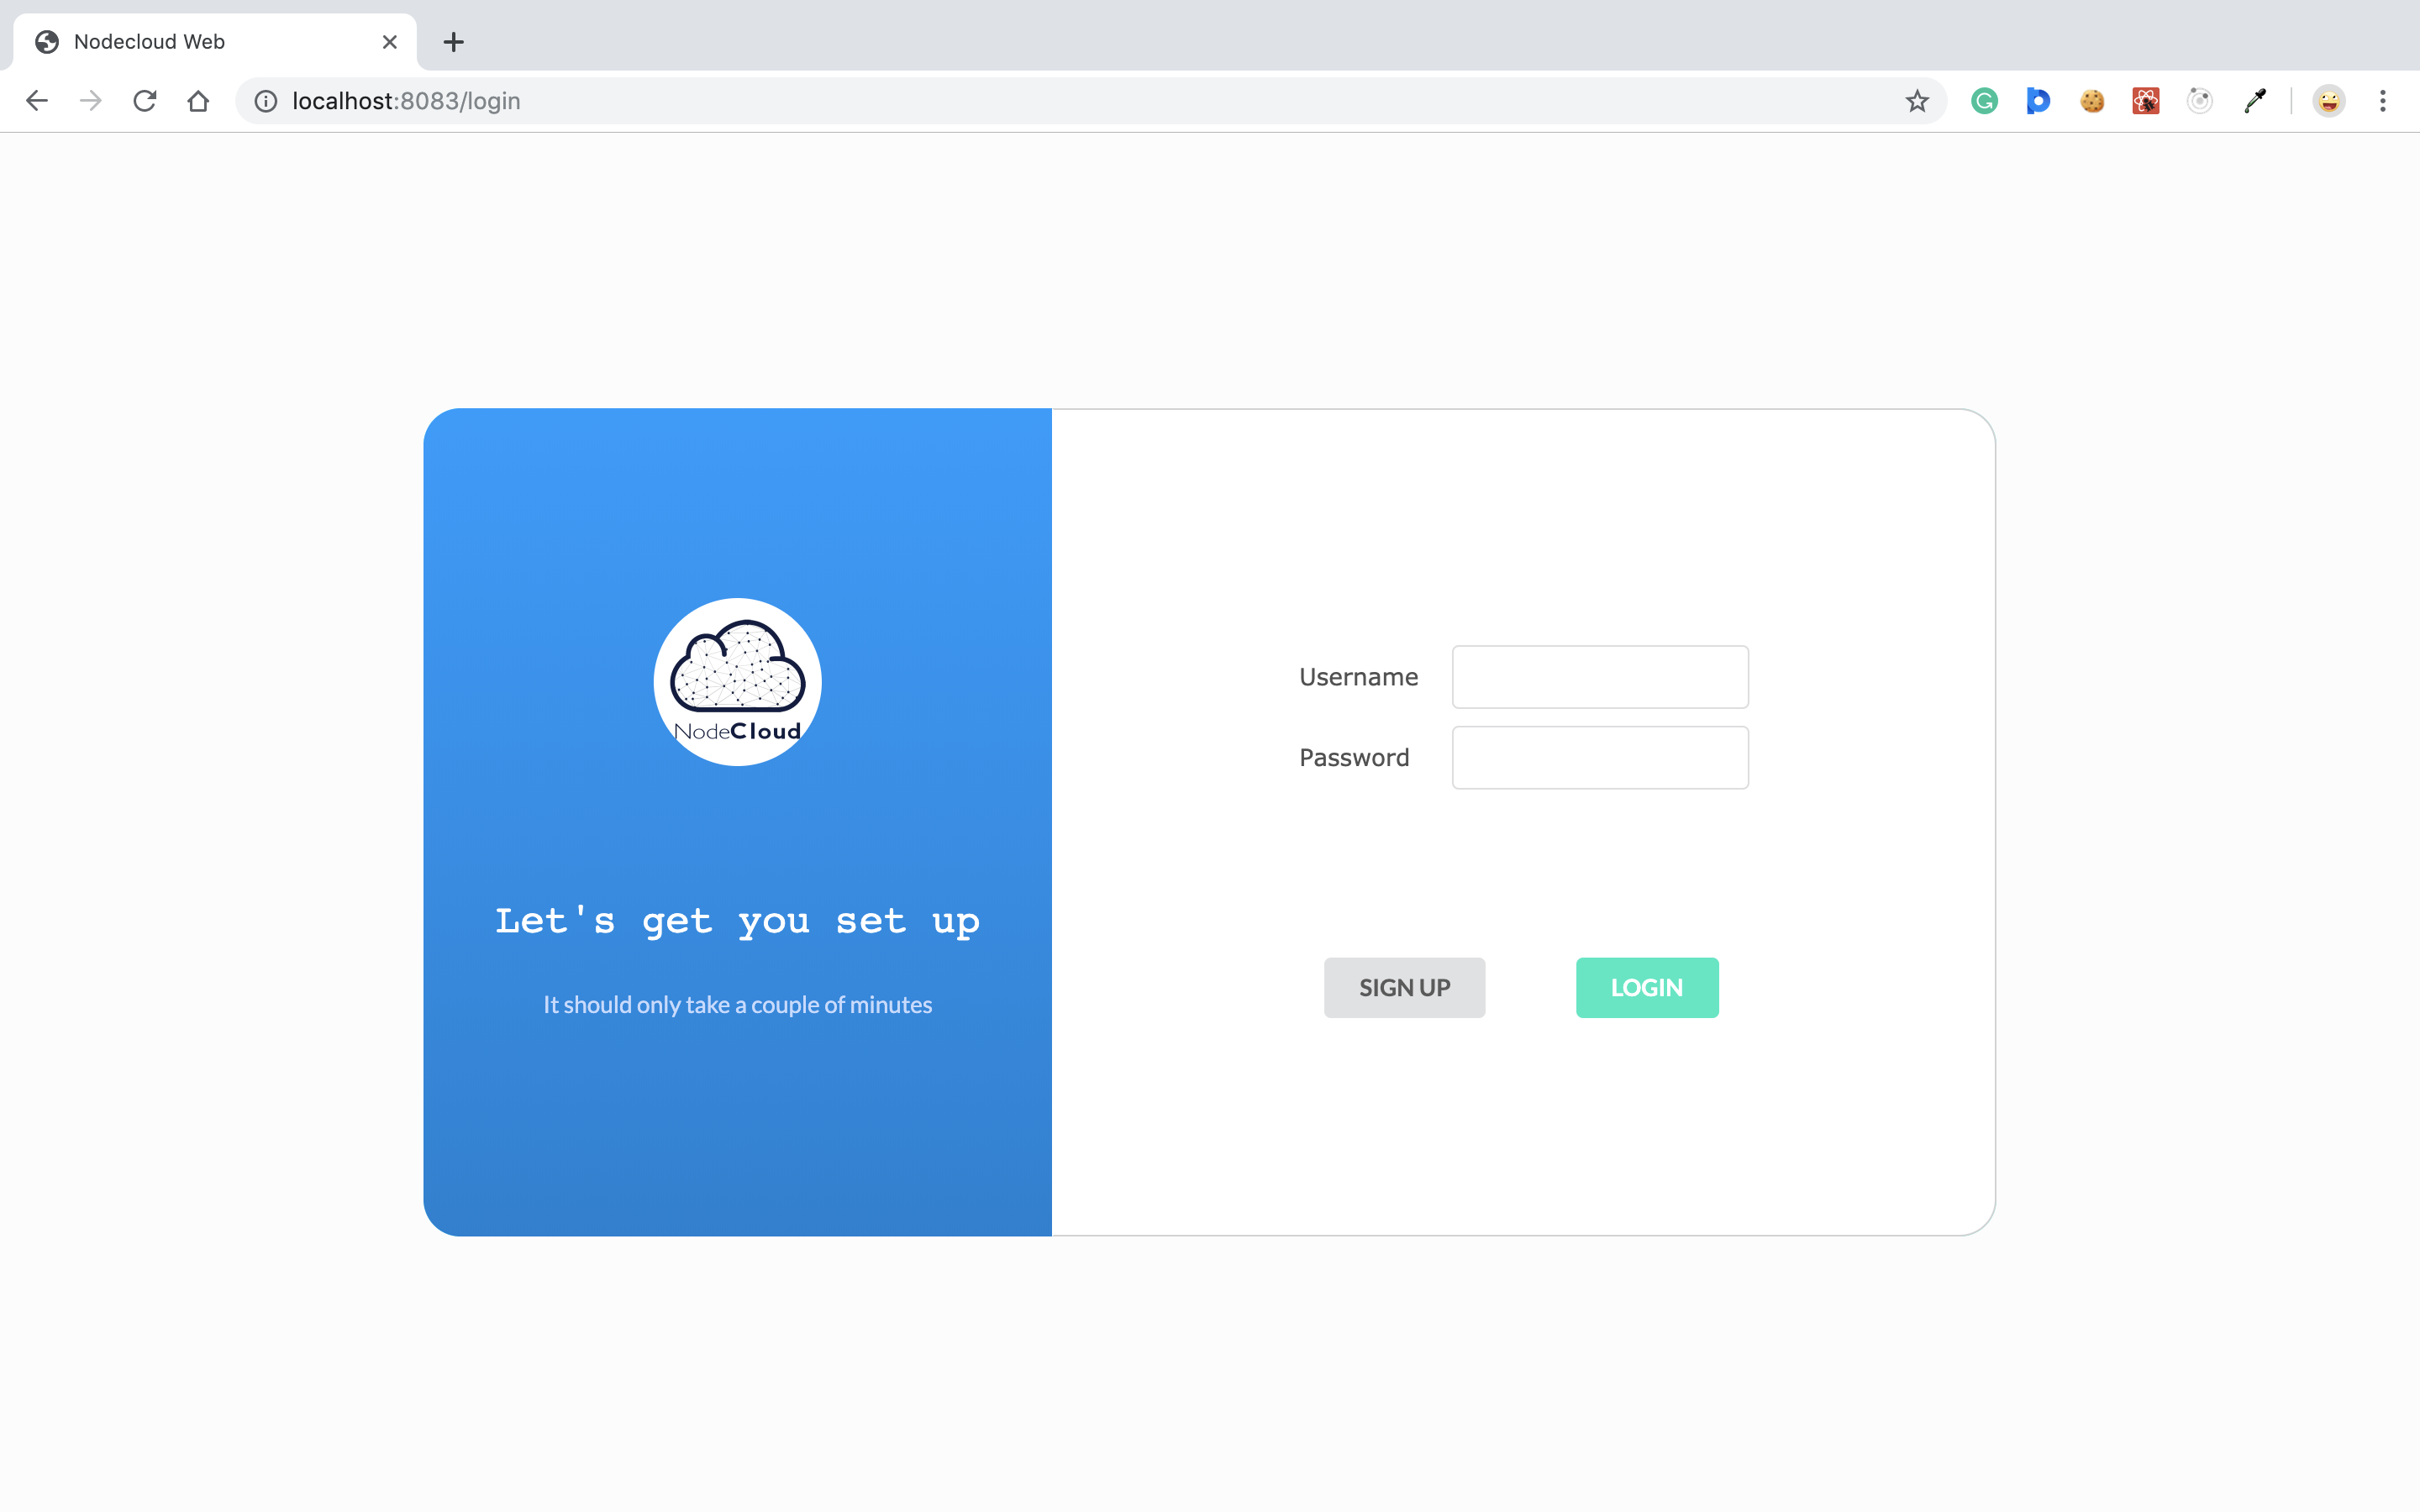 Nodecloud Web
localhost:8083/login
NodeCloud
Let's get you set up
It should only take a couple of minutes
Username
Password
SIGN UP
LOGIN